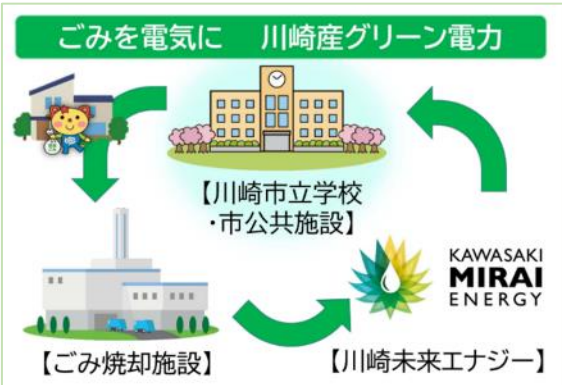 ごみを電気に 川崎産グリーン電力
【川崎市立学校
・市公共施設】
KAWASAKI
MIRAI
ENERGY
【ごみ焼却施設】
【川崎未来エナジー】